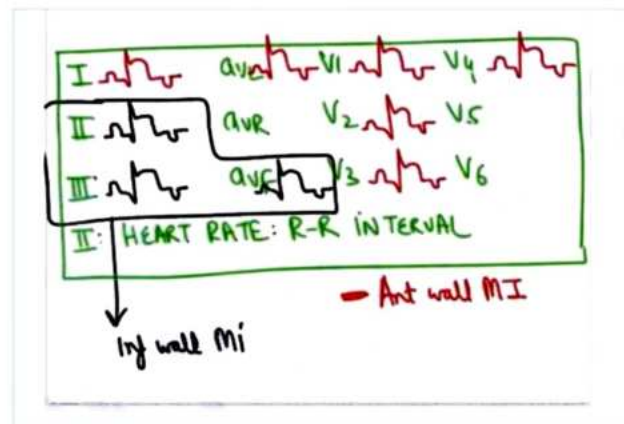 I aVL V1 V4
II aVR V2 V5
III aVF V3 V6
II: HEART RATE: R-R INTERVAL
- Ant wall MI
Inf wall Mi